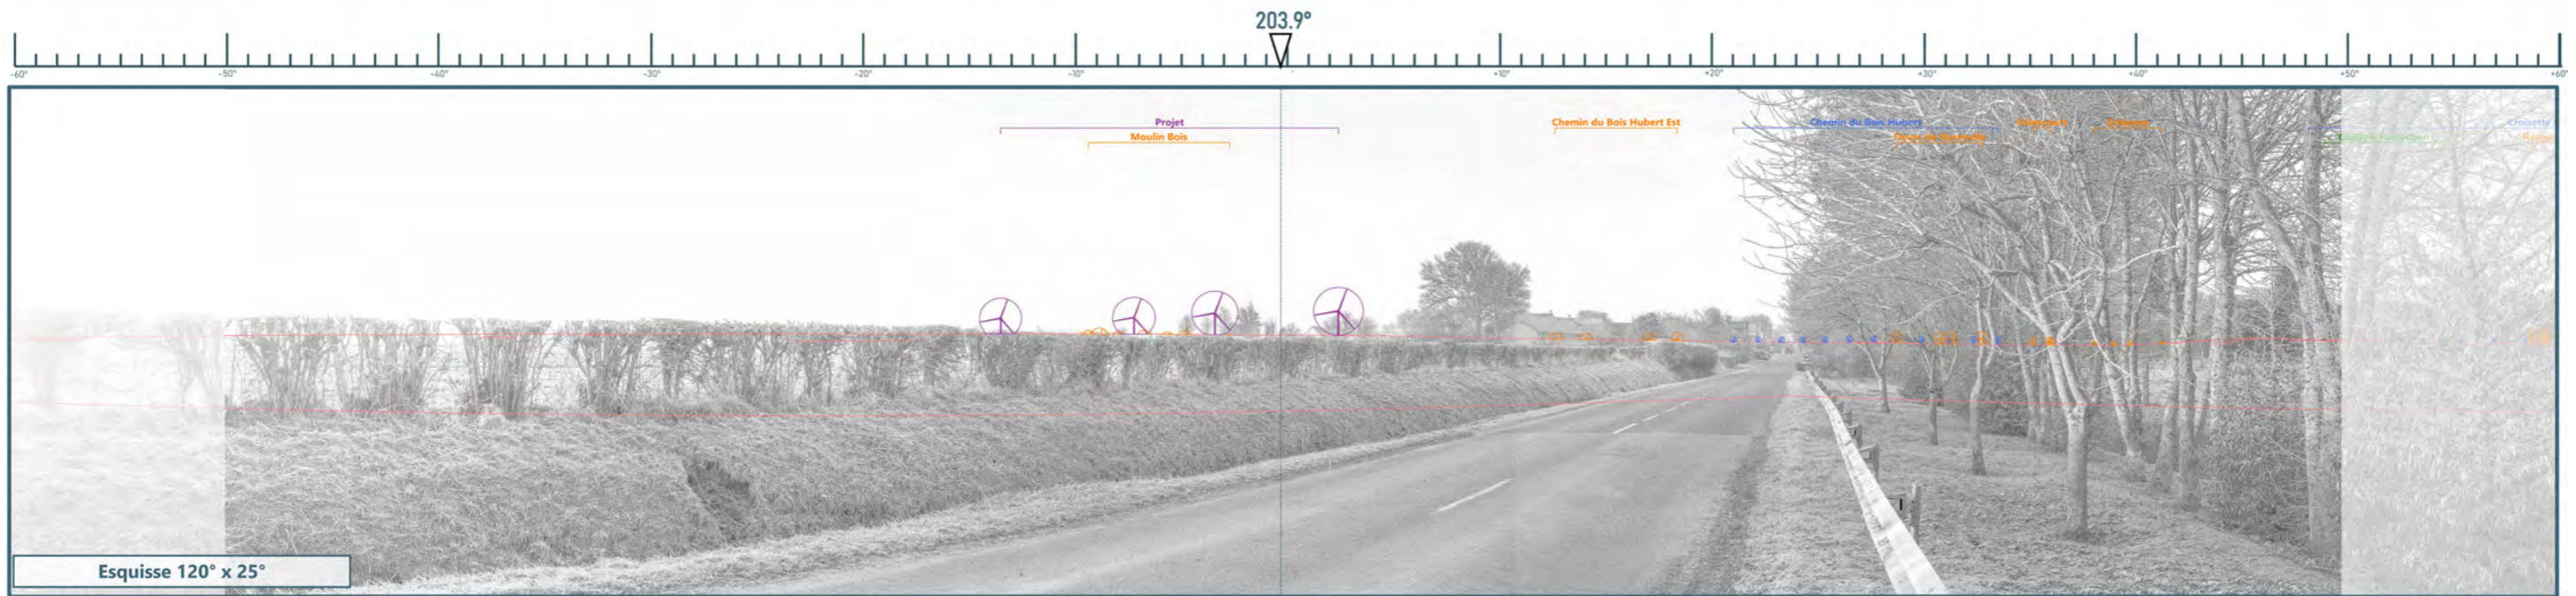 203.9°
-60° -50° -40° -30° -20° -10° +10° +20° +30° +40° +50° +60°
Projet
Chemin du Bois Hubert Est
Chemin du Bois Hubert
Croisette
Moulin Bois
Esquisse 120° x 25°